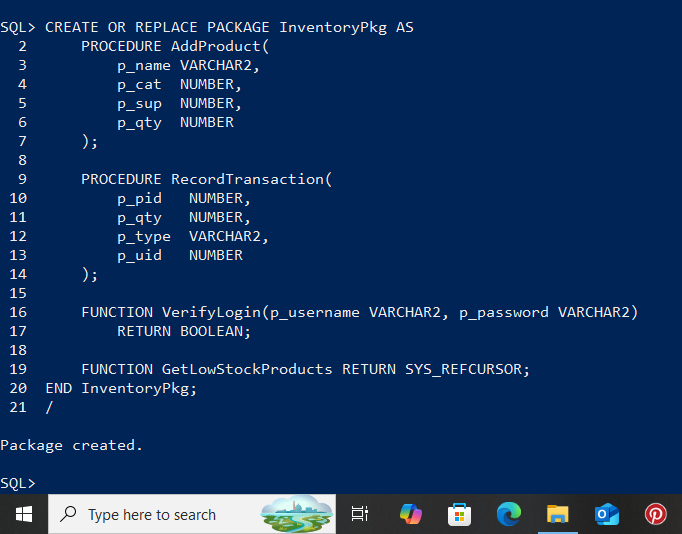 SQL> CREATE OR REPLACE PACKAGE InventoryPkg AS
  2      PROCEDURE AddProduct(
  3          p_name VARCHAR2,
  4          p_cat  NUMBER,
  5          p_sup  NUMBER,
  6          p_qty  NUMBER
  7      );
  8
  9      PROCEDURE RecordTransaction(
 10          p_pid   NUMBER,
 11          p_qty   NUMBER,
 12          p_type  VARCHAR2,
 13          p_uid   NUMBER
 14      );
 15
 16      FUNCTION VerifyLogin(p_username VARCHAR2, p_password VARCHAR2)
 17          RETURN BOOLEAN;
 18
 19      FUNCTION GetLowStockProducts RETURN SYS_REFCURSOR;
 20  END InventoryPkg;
 21  /
Package created.
SQL>
Type here to search